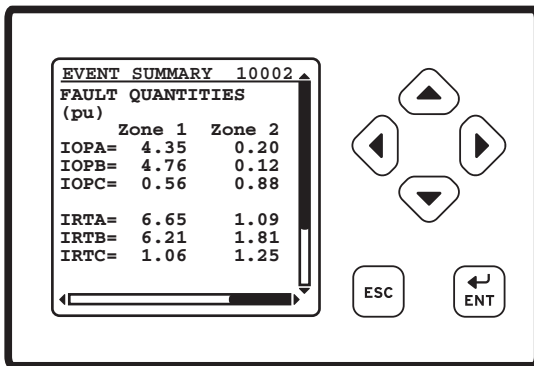 EVENT SUMMARY 10002
FAULT QUANTITIES
(pu)
Zone 1 Zone 2
IOPA= 4.35 0.20
IOPB= 4.76 0.12
IOPC= 0.56 0.88
IRTA= 6.65 1.09
IRTB= 6.21 1.81
IRTC= 1.06 1.25
ESC
ENT